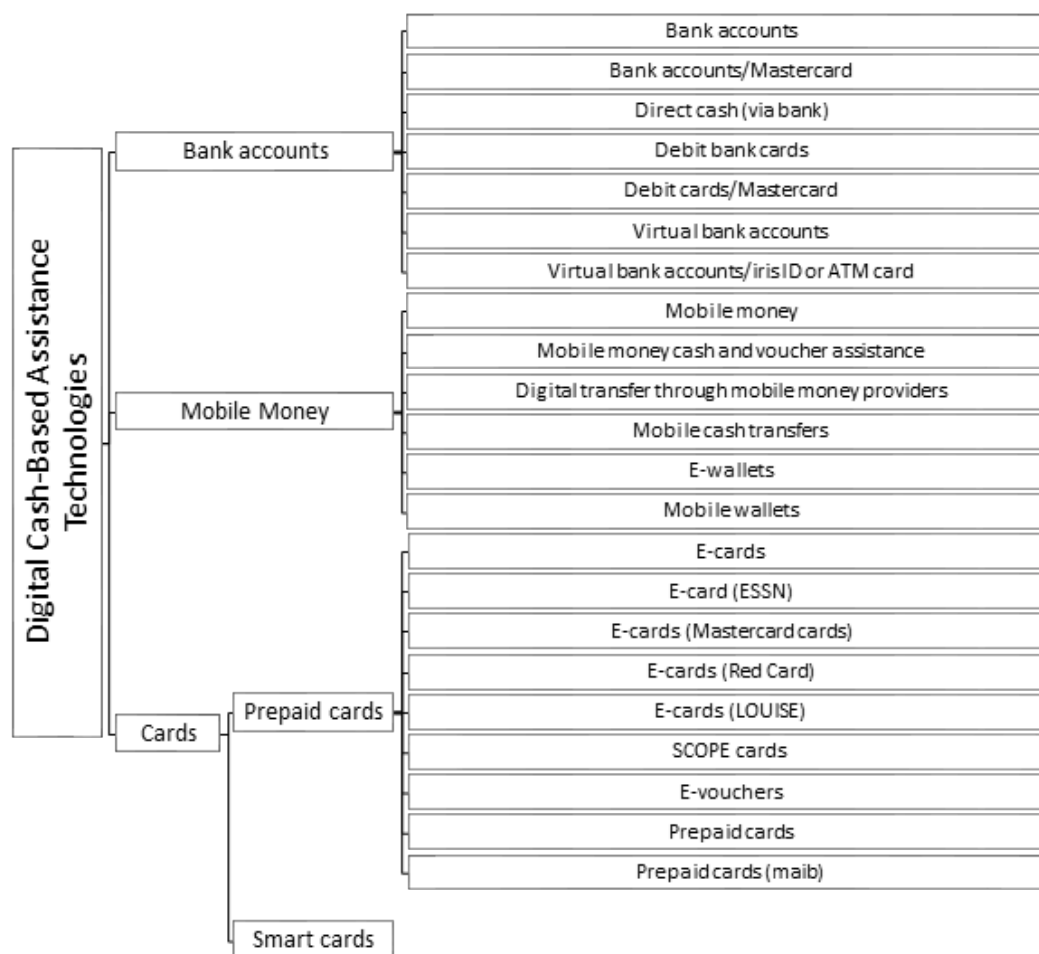 Digital Cash-Based Assistance
Technologies
Bank accounts
Bank accounts
Bank accounts/Mastercard
Direct cash (via bank)
Debit bank cards
Debit cards/Mastercard
Virtual bank accounts
Virtual bank accounts/iris ID or ATM card
Mobile Money
Mobile money
Mobile money cash and voucher assistance
Digital transfer through mobile money providers
Mobile cash transfers
E-wallets
Mobile wallets
Cards
Prepaid cards
E-cards
E-card (ESSN)
E-cards (Mastercard cards)
E-cards (Red Card)
E-cards (LOUISE)
SCOPE cards
E-vouchers
Prepaid cards
Prepaid cards (maib)
Smart cards